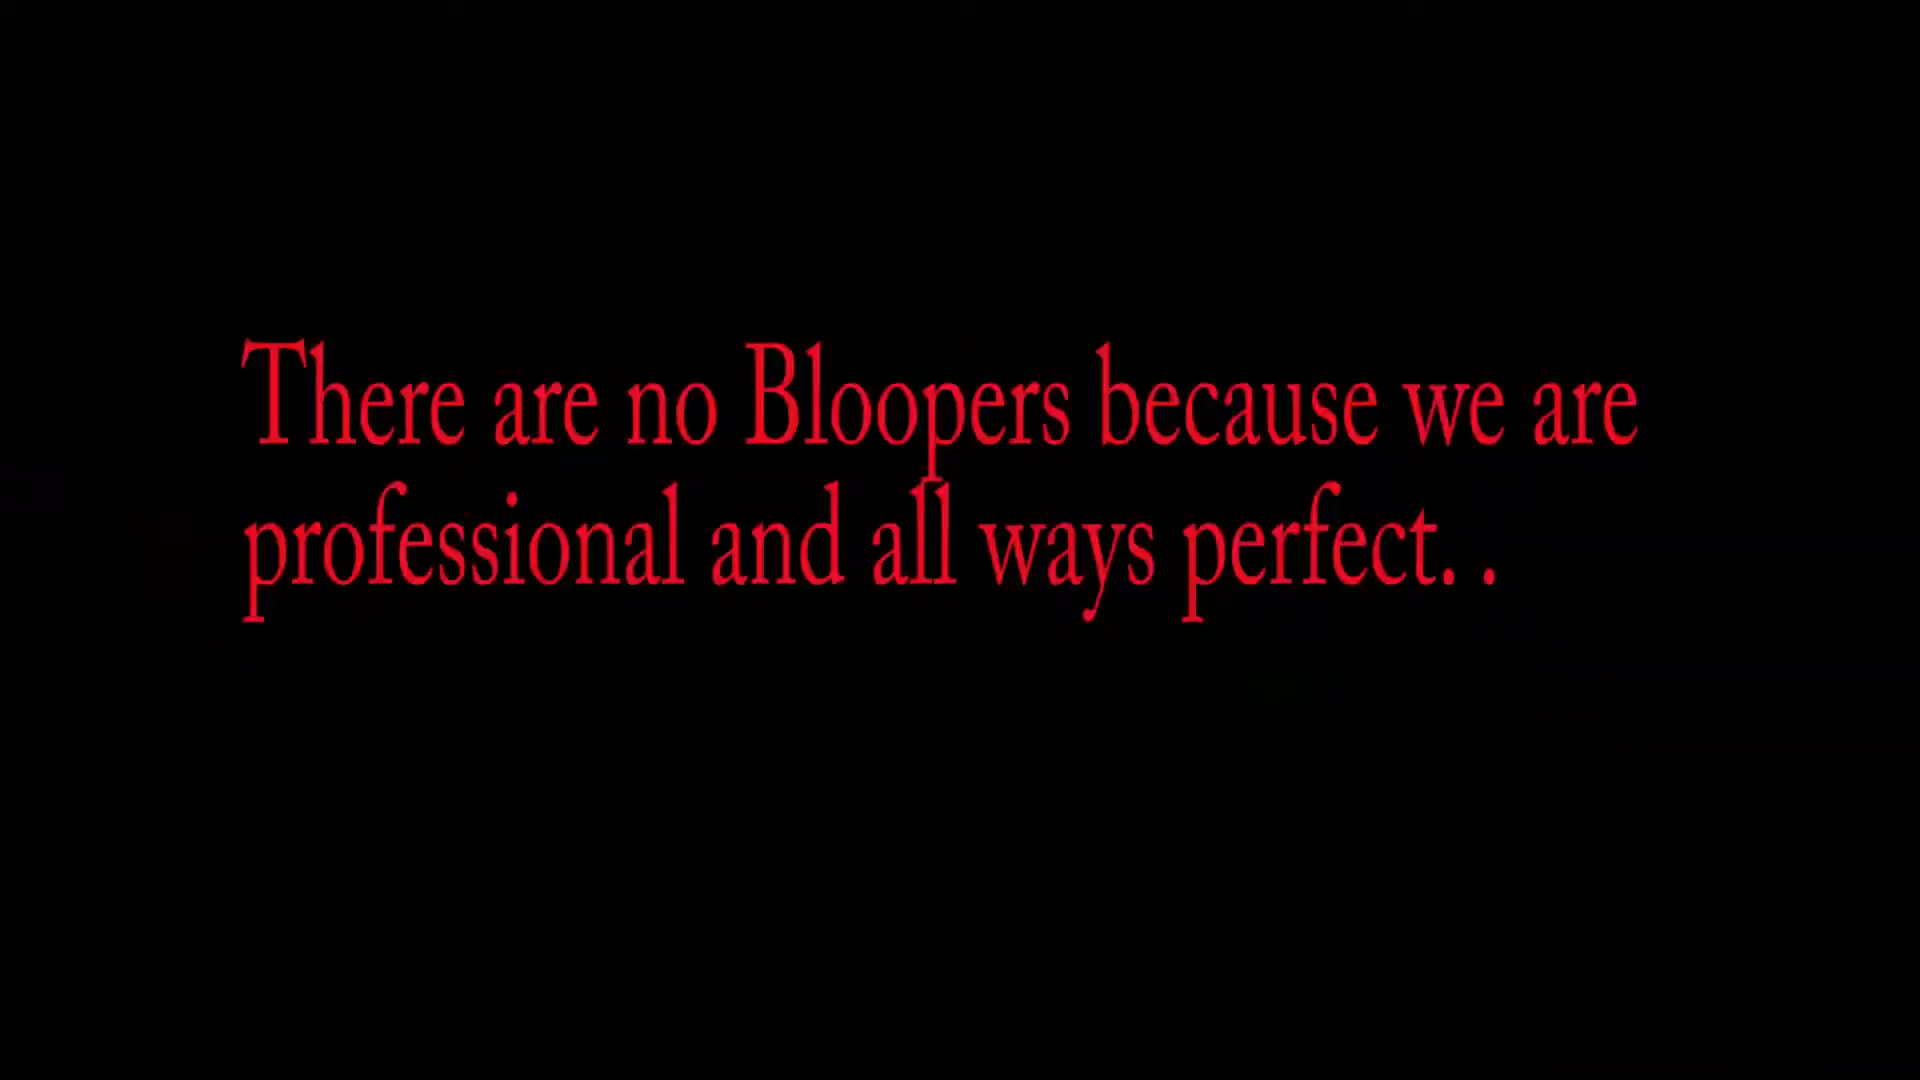 There are no Bloopers because we are
professional and all ways perfect. .